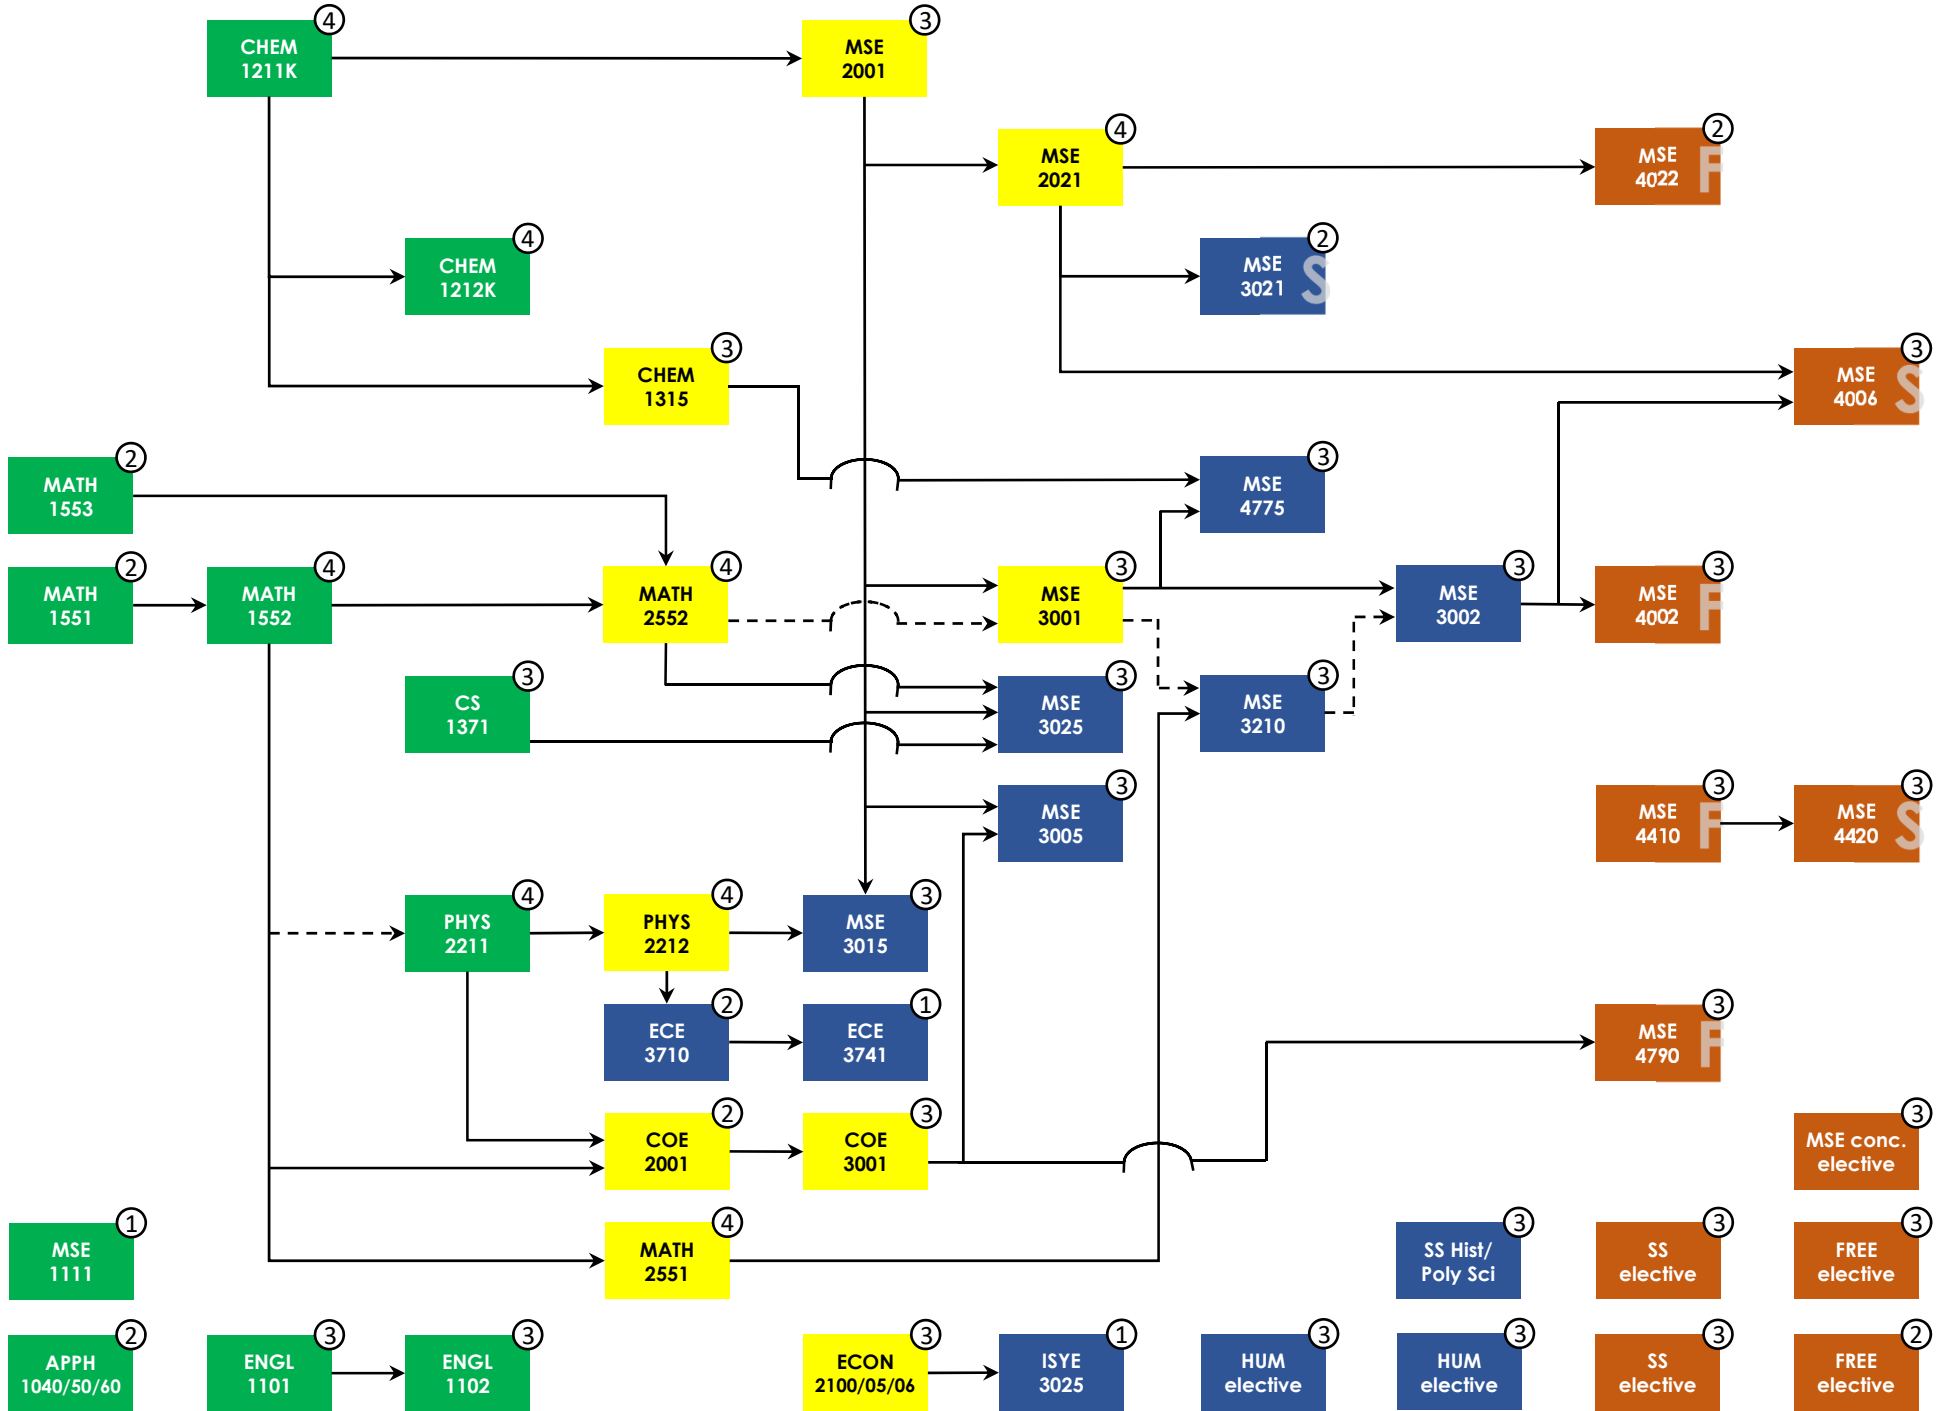 4
CHEM
1211K
3
MSE
2001
4
MSE
2021
2
MSE
4022 F
4
CHEM
1212K
2
MSE
3021 S
3
CHEM
1315
3
MSE
4006 S
2
MATH
1553
3
MSE
4775
2
MATH
1551
4
MATH
1552
4
MATH
2552
3
MSE
3001
3
MSE
3002
3
MSE
4002 F
3
CS
1371
3
MSE
3025
3
MSE
3210
3
MSE
3005
3
MSE
4410 F
3
MSE
4420 S
4
PHYS
2211
4
PHYS
2212
3
MSE
3015
2
ECE
3710
1
ECE
3741
3
MSE
4790 F
2
COE
2001
3
COE
3001
3
MSE conc.
elective
1
MSE
1111
4
MATH
2551
3
SS Hist/
Poly Sci
3
SS
elective
3
FREE
elective
2
APPH
1040/50/60
3
ENGL
1101
3
ENGL
1102
3
ECON
2100/05/06
1
ISYE
3025
3
HUM
elective
3
HUM
elective
3
SS
elective
2
FREE
elective